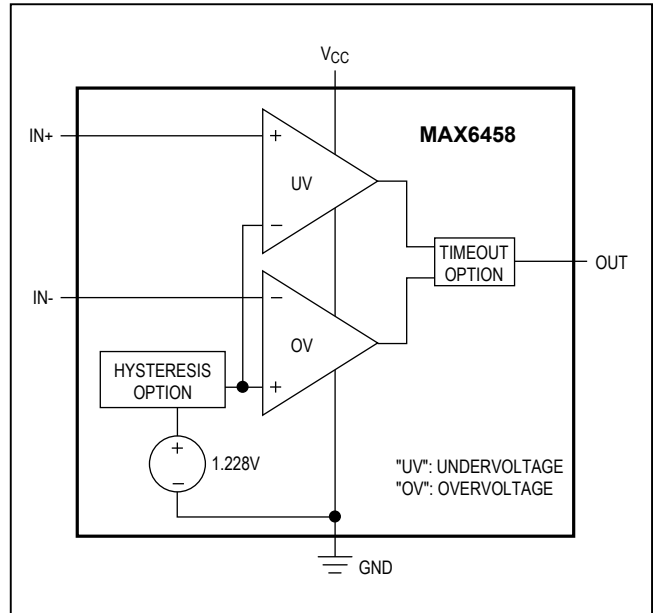 VCC
MAX6458
IN+
+
UV
−
TIMEOUT
OPTION
OUT
IN-
−
OV
HYSTERESIS
OPTION
+
+
1.228V
−
"UV": UNDERVOLTAGE
"OV": OVERVOLTAGE
GND